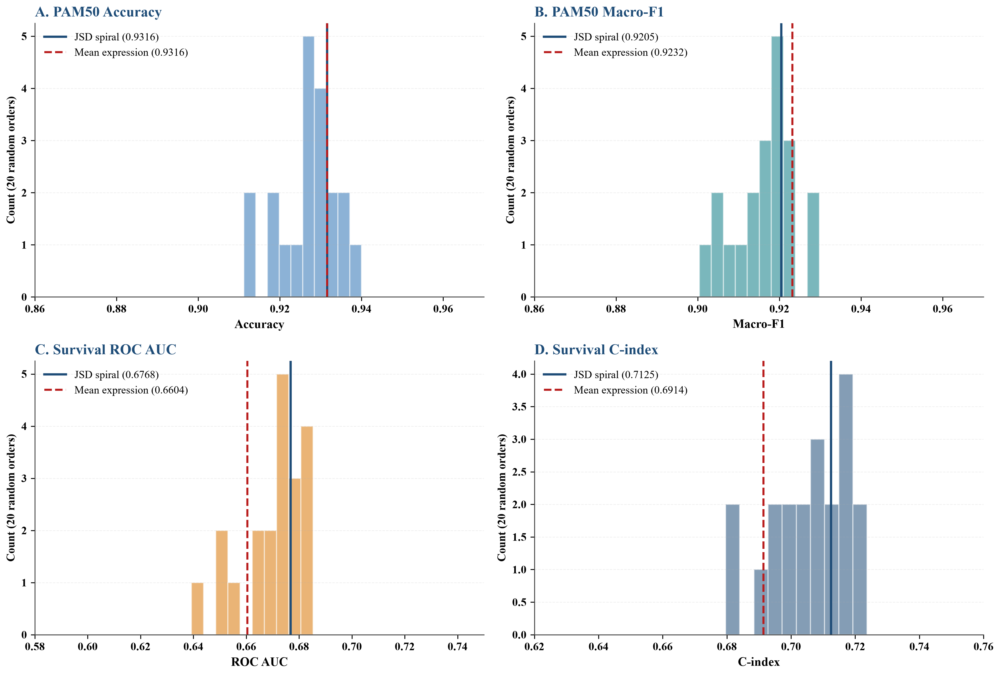 A. PAM50 Accuracy
JSD spiral (0.9316)
Mean expression (0.9316)
Count (20 random orders)
5
4
3
2
1
0
0.86 0.88 0.90 0.92 0.94 0.96
Accuracy
B. PAM50 Macro-F1
JSD spiral (0.9205)
Mean expression (0.9232)
Count (20 random orders)
5
4
3
2
1
0
0.86 0.88 0.90 0.92 0.94 0.96
Macro-F1
C. Survival ROC AUC
JSD spiral (0.6768)
Mean expression (0.6604)
Count (20 random orders)
5
4
3
2
1
0
0.58 0.60 0.62 0.64 0.66 0.68 0.70 0.72 0.74
ROC AUC
D. Survival C-index
JSD spiral (0.7125)
Mean expression (0.6914)
Count (20 random orders)
4.0
3.5
3.0
2.5
2.0
1.5
1.0
0.5
0.0
0.62 0.64 0.66 0.68 0.70 0.72 0.74 0.76
C-index